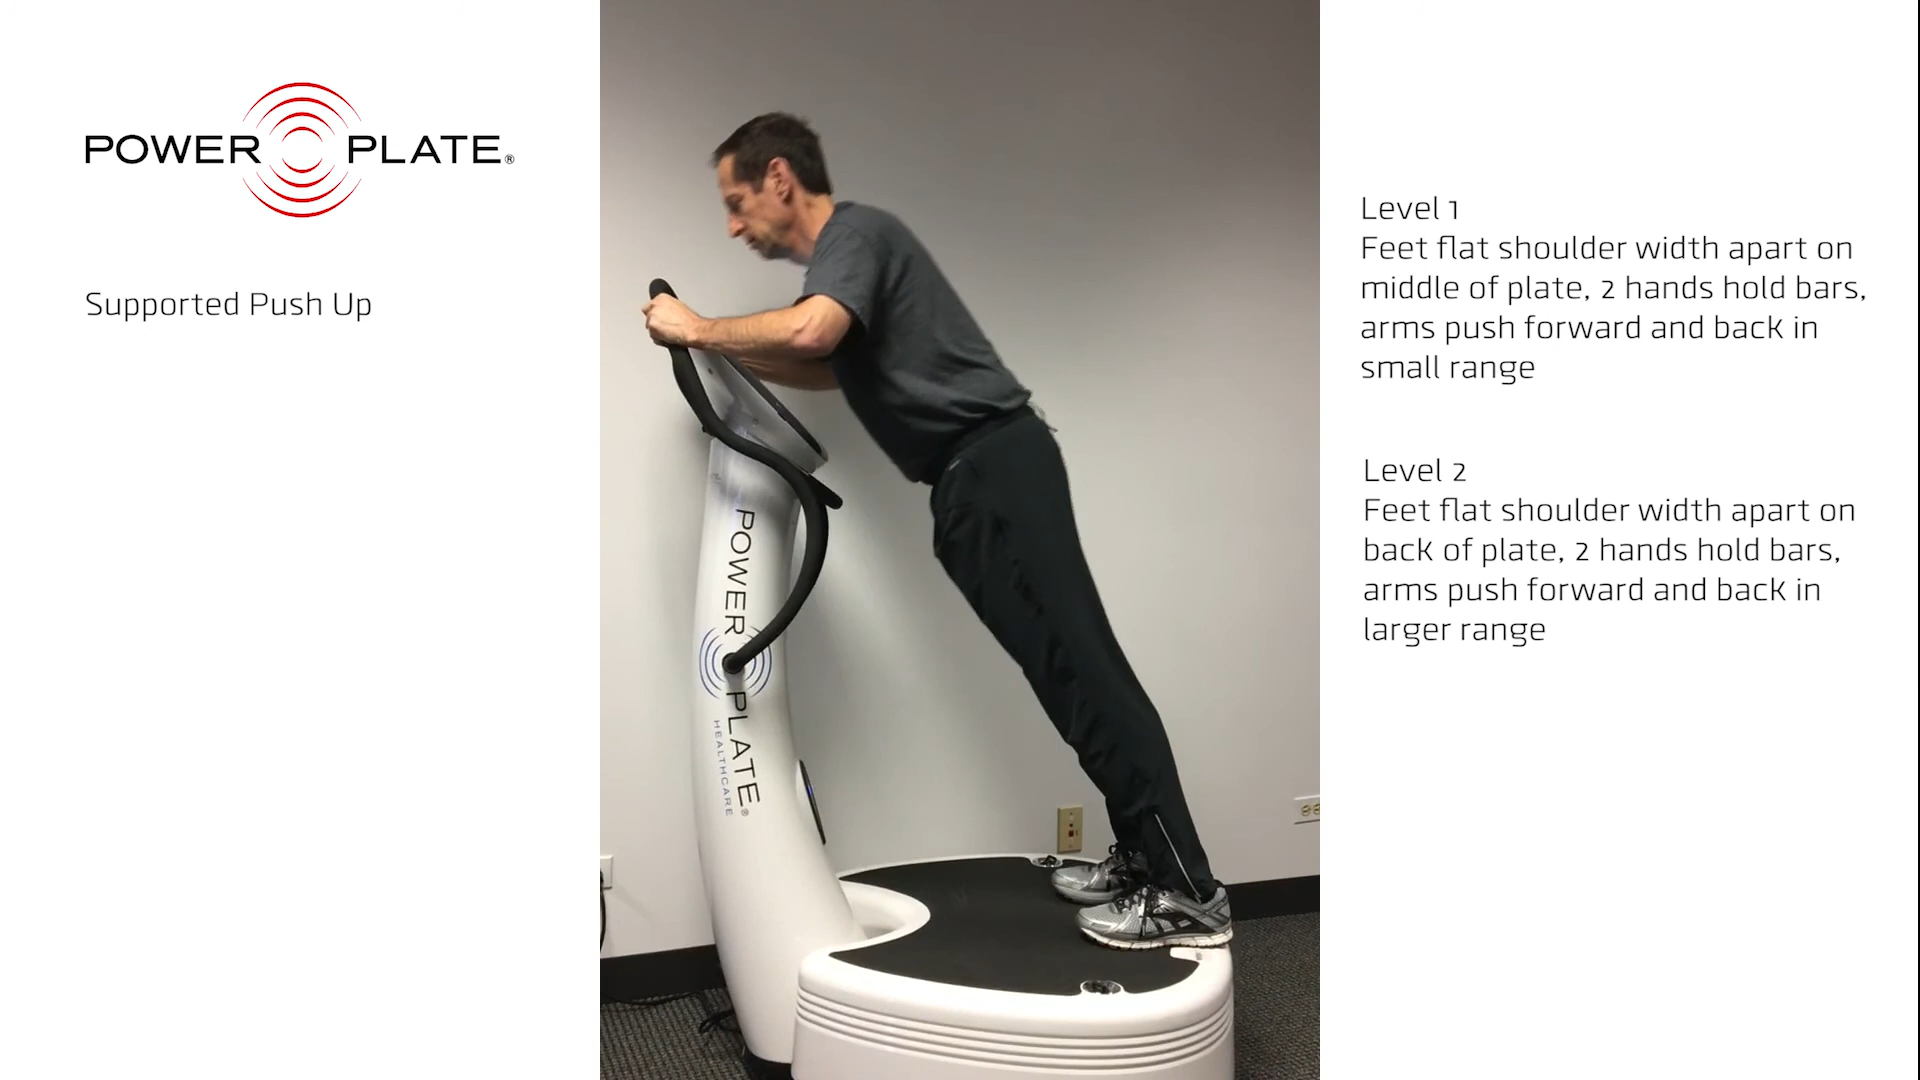 POWER PLATE®
Supported Push Up
POWER PLATE®
HEALTHCARE
Level 1
Feet flat shoulder width apart on
middle of plate, 2 hands hold bars,
arms push forward and back in
small range
Level 2
Feet flat shoulder width apart on
back of plate, 2 hands hold bars,
arms push forward and back in
larger range